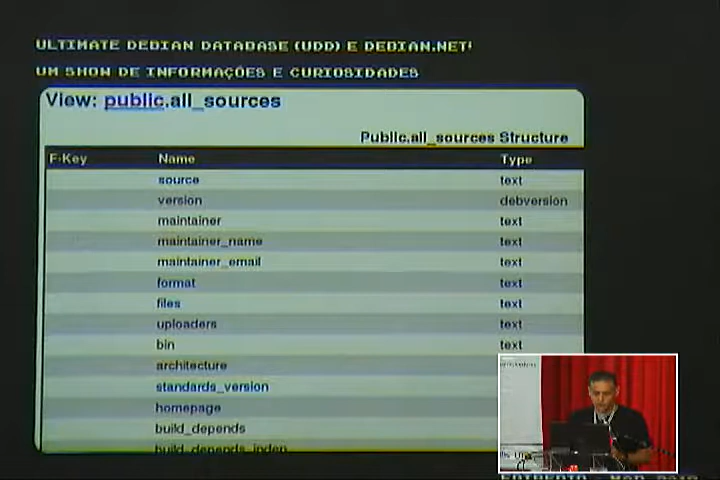 ULTIMATE DEBIAN DATABASE (UDD) E DEBIAN.NET!
UM SHOW DE INFORMAÇÕES E CURIOSIDADES
View: public.all_sources
Public.all_sources Structure
F-Key Name Type
source text
version debversion
maintainer text
maintainer_name text
maintainer_email text
format text
files text
uploaders text
bin text
architecture
standards_version
homepage
build_depends
build_depends_indep